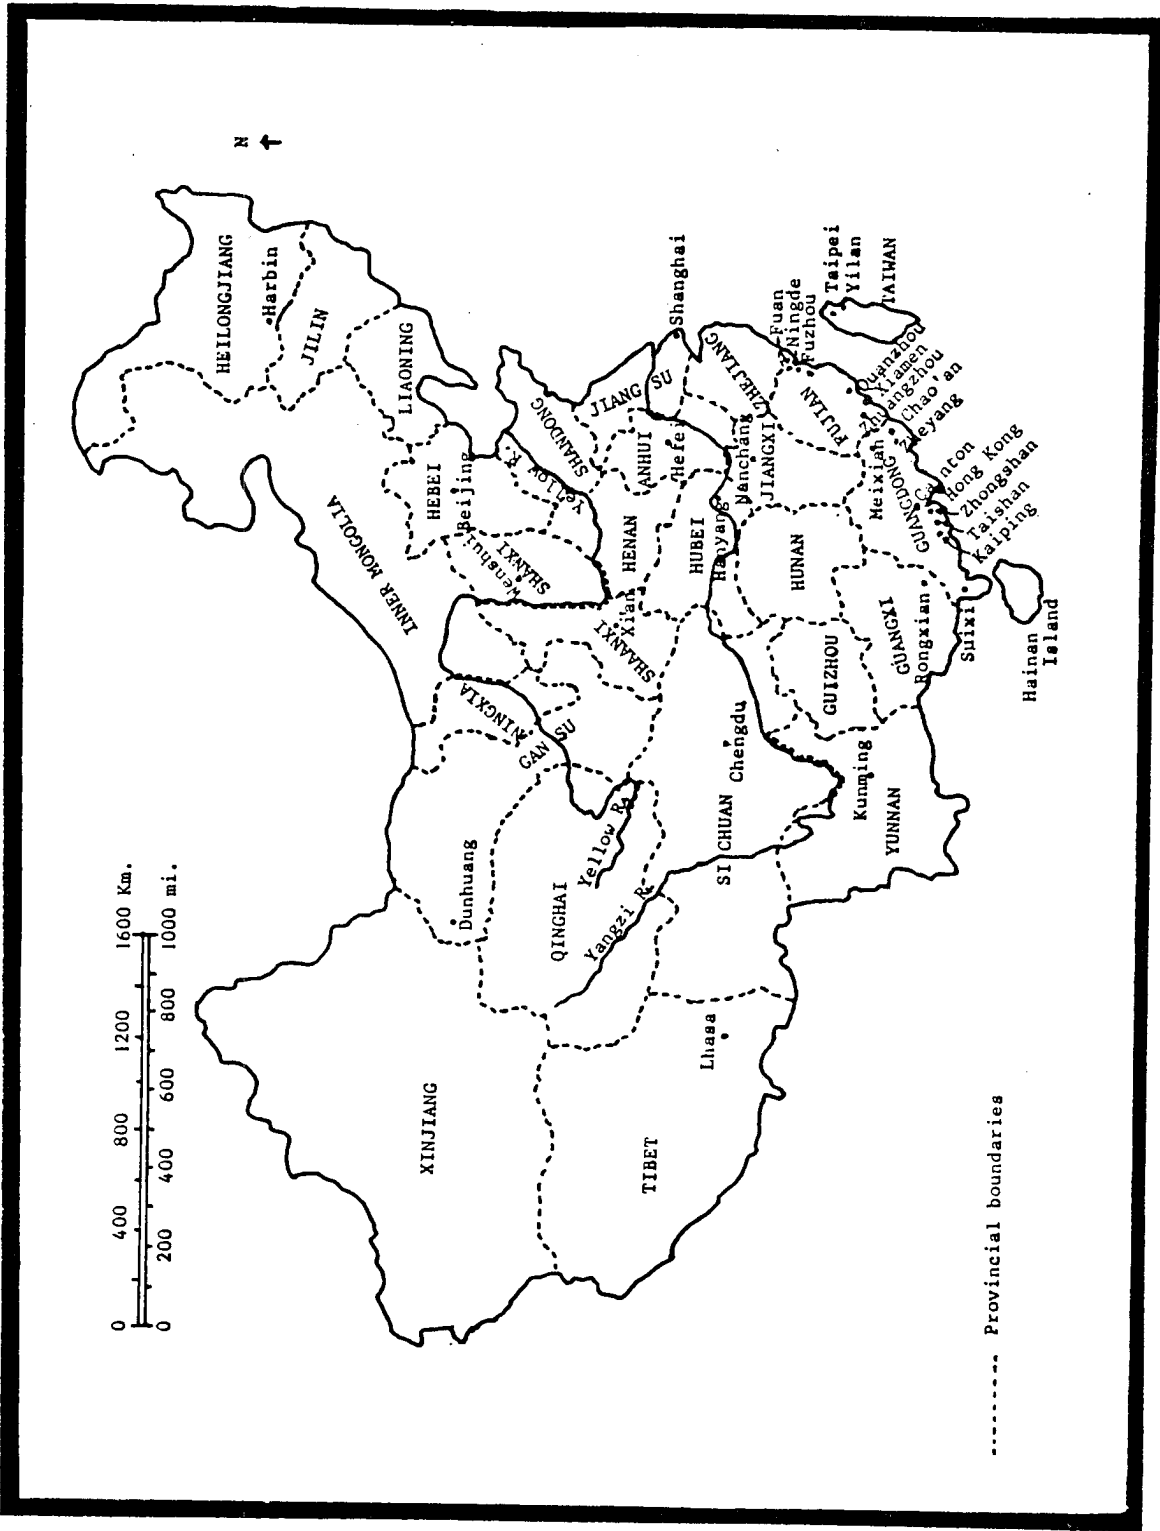 0 400 800 1200 1600 Km.
0 200 400 600 800 1000 mi.
N
HEILONGJIANG
Harbin
JILIN
LIAONING
INNER MONGOLIA
HEBEI
Beijing
Wenshui
SHANXI
Yellow R.
SHANDONG
NINGXIA
GAN SU
SHAANXI
Xian
HENAN
JIANG SU
Shanghai
ANHUI
Hefei
XINJIANG
Dunhuang
QINGHAI
Yellow R.
Yangzi R.
TIBET
Lhasa
SI CHUAN
Chengdu
HUBEI
Hanyang
Nanchang
JIANGXI
ZHEJIANG
Fuan
Ningde
Fuzhou
FUJIAN
Taipei
Yilan
TAIWAN
Quanzhou
Xiamen
Zhuangzhou
Chao'an
Meixian
GUANGDONG
Canton
Hong Kong
Zhongshan
Taishan
Kaiping
HUNAN
GUIZHOU
GUANGXI
Rongxian
Suixi
Hainan
Island
Kunming
YUNNAN
Provincial boundaries